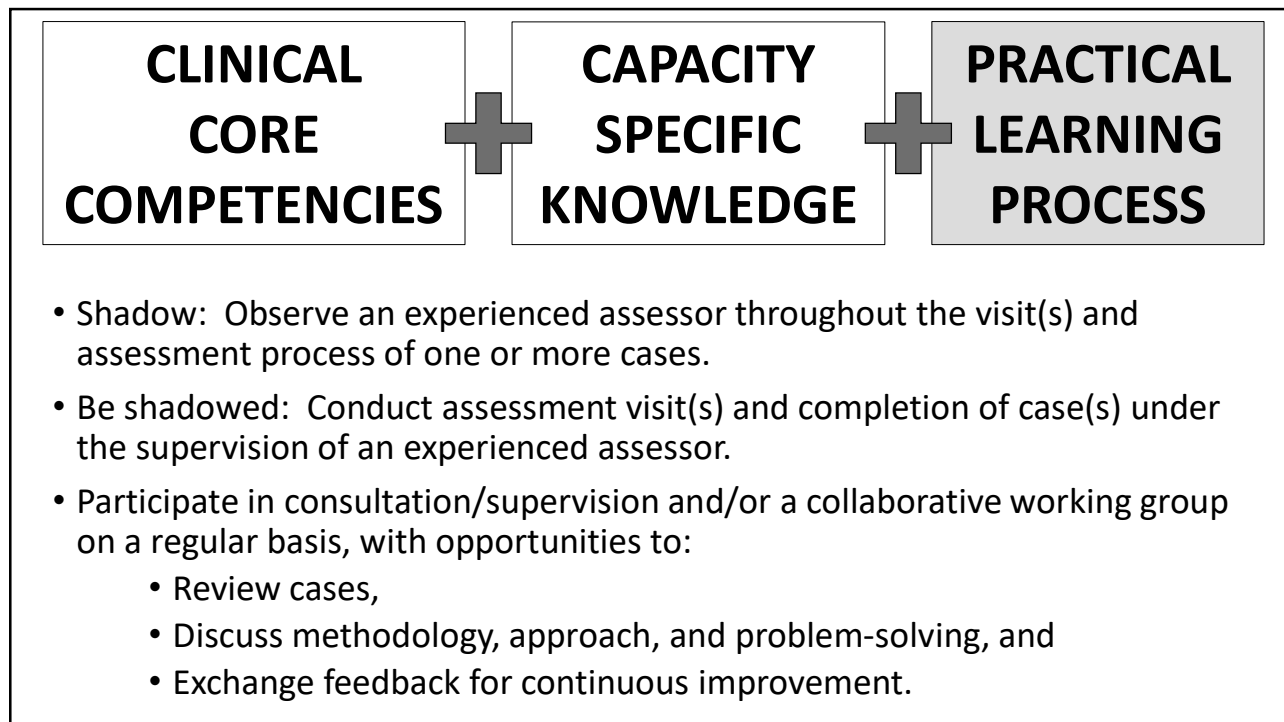 CLINICAL
CORE
COMPETENCIES
CAPACITY
SPECIFIC
KNOWLEDGE
PRACTICAL
LEARNING
PROCESS
• Shadow:  Observe an experienced assessor throughout the visit(s) and
assessment process of one or more cases.
• Be shadowed:  Conduct assessment visit(s) and completion of case(s) under
the supervision of an experienced assessor.
• Participate in consultation/supervision and/or a collaborative working group
on a regular basis, with opportunities to:
• Review cases,
• Discuss methodology, approach, and problem-solving, and
• Exchange feedback for continuous improvement.